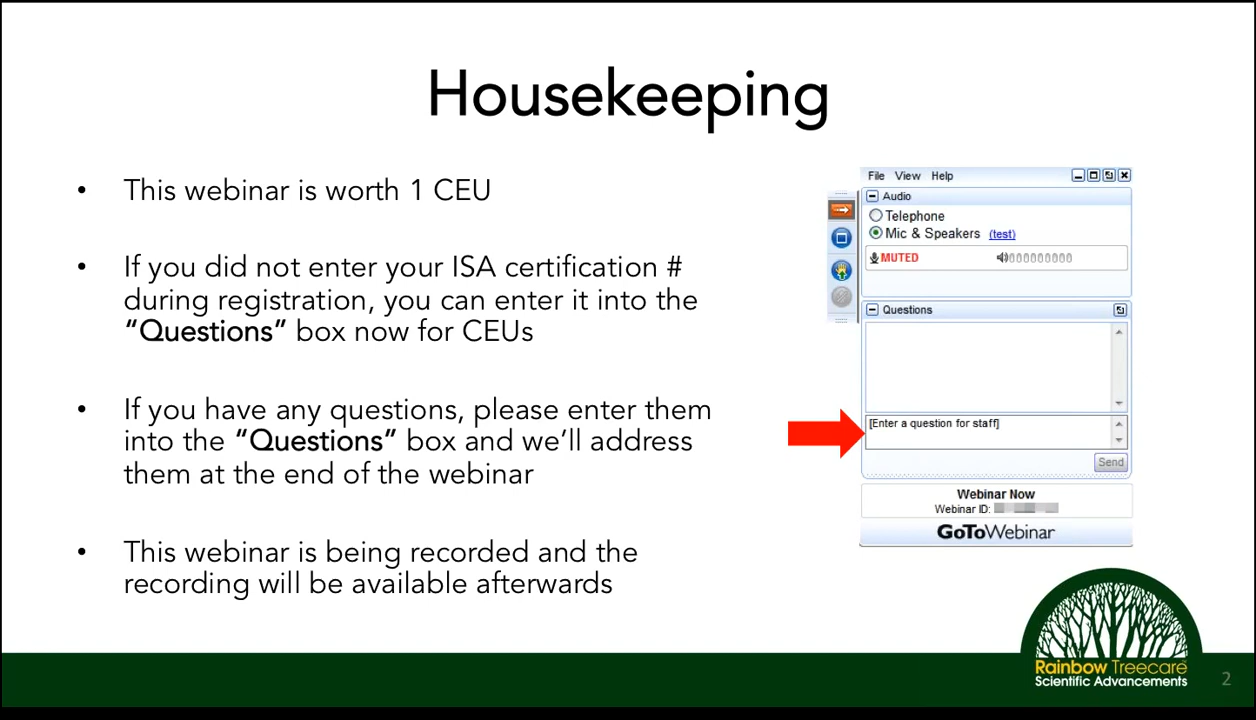 Housekeeping
• This webinar is worth 1 CEU
• If you did not enter your ISA certification #
during registration, you can enter it into the
“Questions” box now for CEUs
• If you have any questions, please enter them
into the “Questions” box and we’ll address
them at the end of the webinar
• This webinar is being recorded and the
recording will be available afterwards
File View Help
Audio
Telephone
Mic & Speakers (test)
MUTED
Questions
[Enter a question for staff]
Send
Webinar Now
Webinar ID:
GoToWebinar
Rainbow Treecare
Scientific Advancements
2